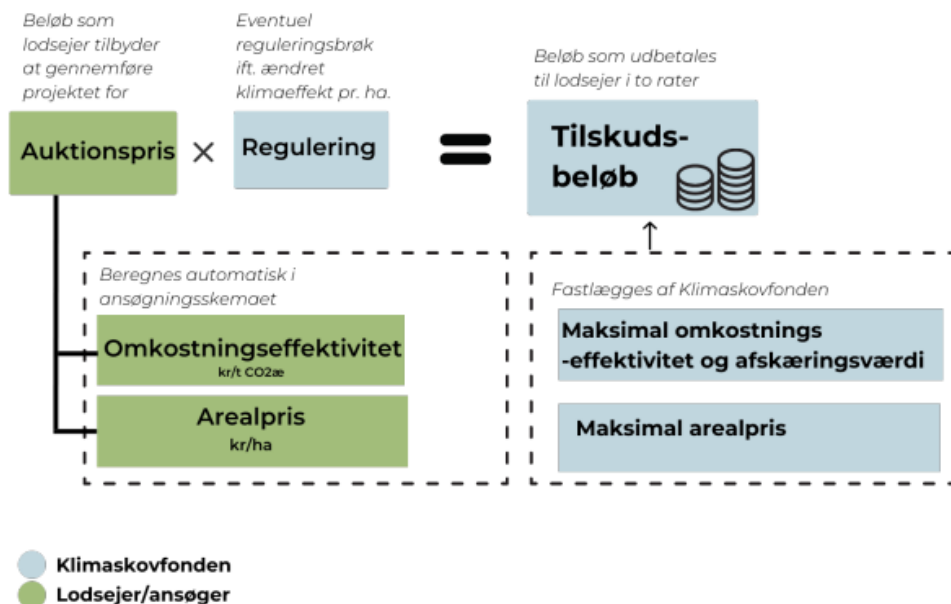 Beløb som
lodsejer tilbyder
at gennemføre
projektet for
Eventuel
reguleringsbrøk
ift. ændret
klimaeffekt pr. ha.
Beløb som udbetales
til lodsejer i to rater
Auktionspris
×
Regulering
=
Tilskuds-
beløb
Beregnes automatisk i
ansøgningsskemaet
Omkostningseffektivitet
kr/t CO2æ
Arealpris
kr/ha
Fastlægges af Klimaskovfonden
Maksimal omkostnings
-effektivitet og afskæringsværdi
Maksimal arealpris
Klimaskovfonden
Lodsejer/ansøger